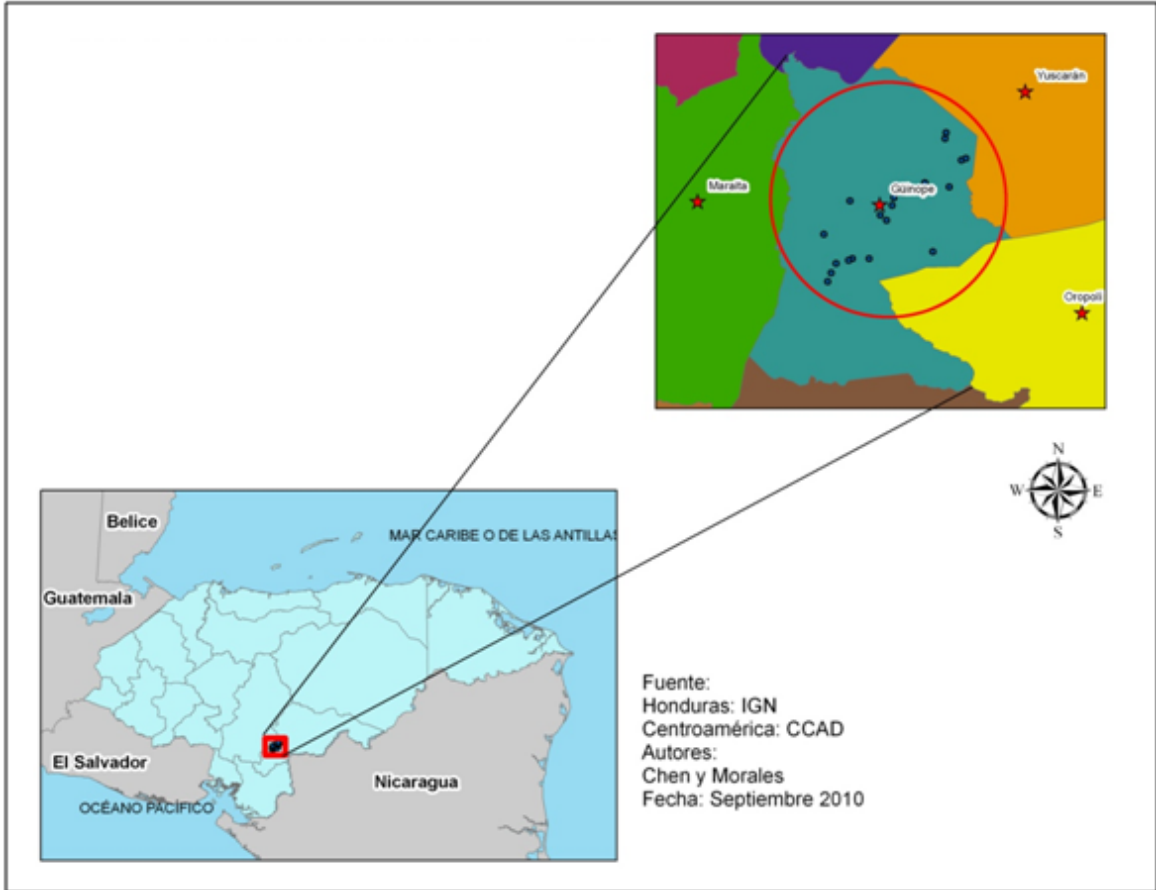 Yuscarán
Maraita
Güinope
Oropolí
N
W E
S
Belice
MAR CARIBE O DE LAS ANTILLAS
Guatemala
El Salvador
Nicaragua
OCÉANO PACÍFICO
Fuente:
Honduras: IGN
Centroamérica: CCAD
Autores:
Chen y Morales
Fecha: Septiembre 2010